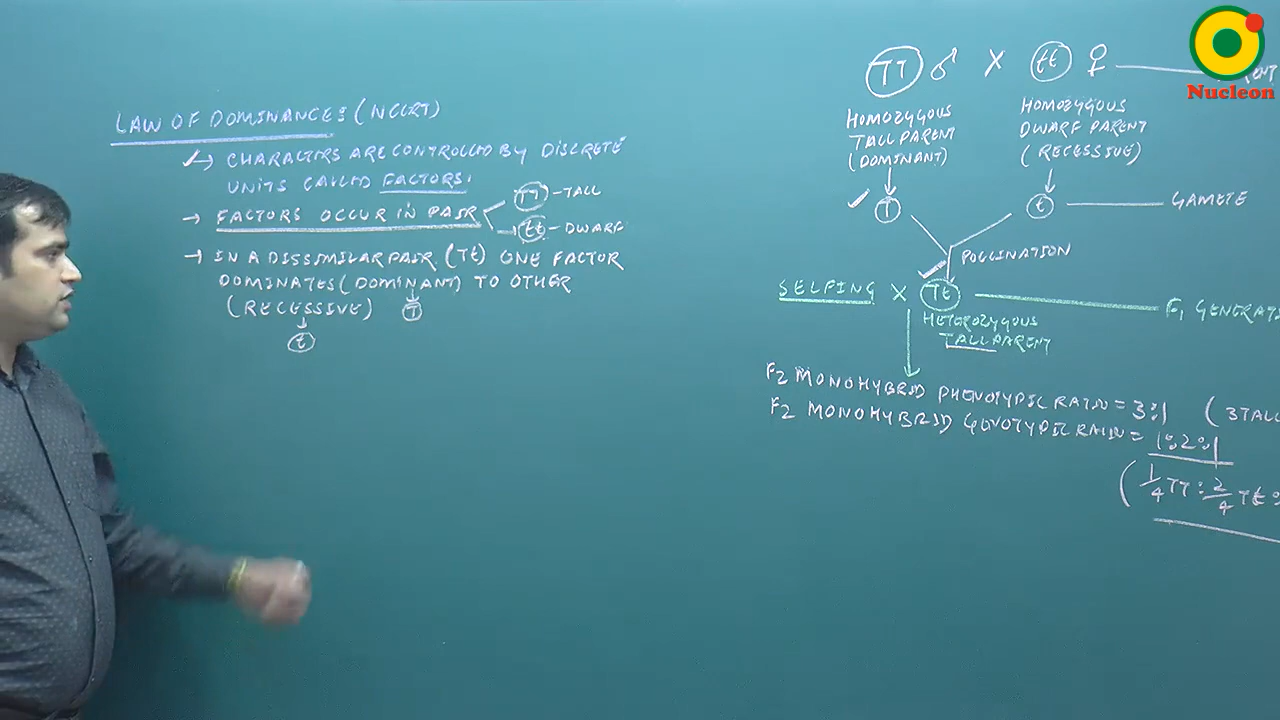 LAW OF DOMINANCES (NCERT)
→ CHARACTERS ARE CONTROLLED BY DISCRETE
UNITS CALLED FACTORS.
→ FACTORS OCCUR IN PAIR
TT - TALL
tt - DWARF
→ IN A DISSIMILAR PAIR (Tt) ONE FACTOR
DOMINATES (DOMINANT) TO OTHER
(RECESSIVE)
T
t
TT ♂ X tt ♀
HOMOZYGOUS
TALL PARENT
(DOMINANT)
HOMOZYGOUS
DWARF PARENT
(RECESSIVE)
T
t
GAMETE
POLLINATION
SELFING X Tt
F1 GENERATI
HETEROZYGOUS
TALL PARENT
F2 MONOHYBRID PHENOTYPIC RATIO = 3:1 (3TALL
F2 MONOHYBRID GENOTYPIC RATIO = 1:2:1
(1/4 TT : 2/4 Tt :
Nucleon